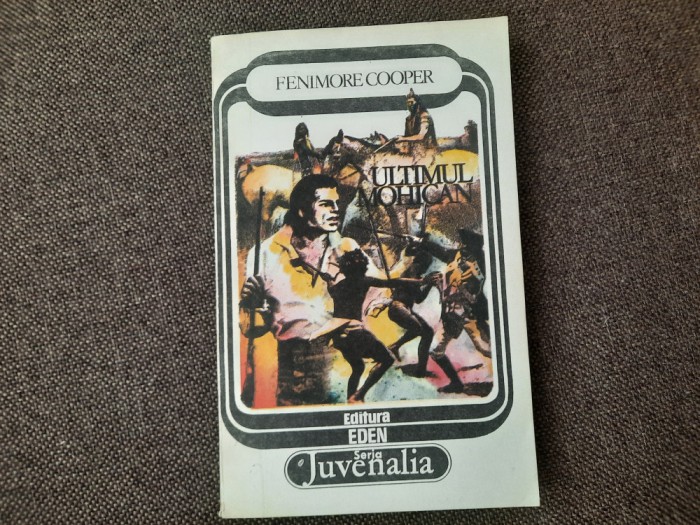 FENIMORE COOPER
ULTIMUL
MOHICAN
Editura
EDEN
Seria
Juvenalia